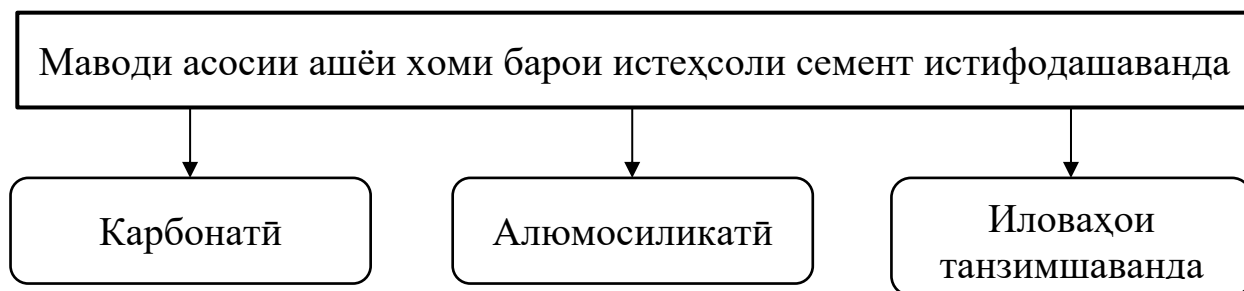 Маводи асосии ашёи хоми барои истеҳсоли семент истифодашаванда
Карбонатӣ
Алюмосиликатӣ
Иловаҳои
танзимшаванда